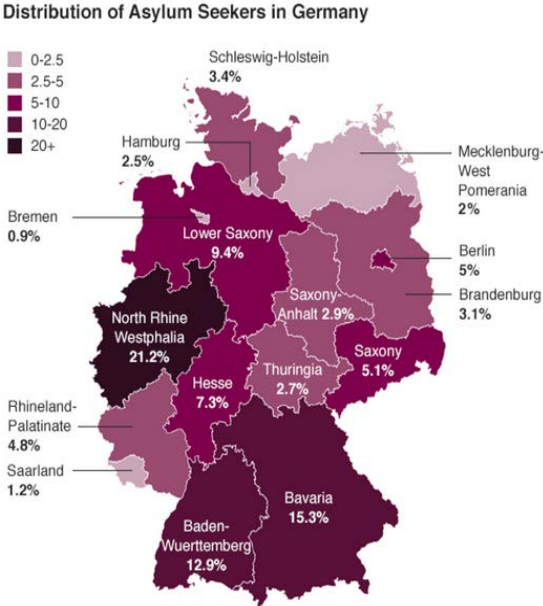 Distribution of Asylum Seekers in Germany
0-2.5
2.5-5
5-10
10-20
20+
Schleswig-Holstein
3.4%
Hamburg
2.5%
Mecklenburg-
West
Pomerania
2%
Bremen
0.9%
Lower Saxony
9.4%
Berlin
5%
Brandenburg
3.1%
Saxony-
Anhalt 2.9%
North Rhine
Westphalia
21.2%
Saxony
5.1%
Thuringia
2.7%
Hesse
7.3%
Rhineland-
Palatinate
4.8%
Saarland
1.2%
Bavaria
15.3%
Baden-
Wuerttemberg
12.9%